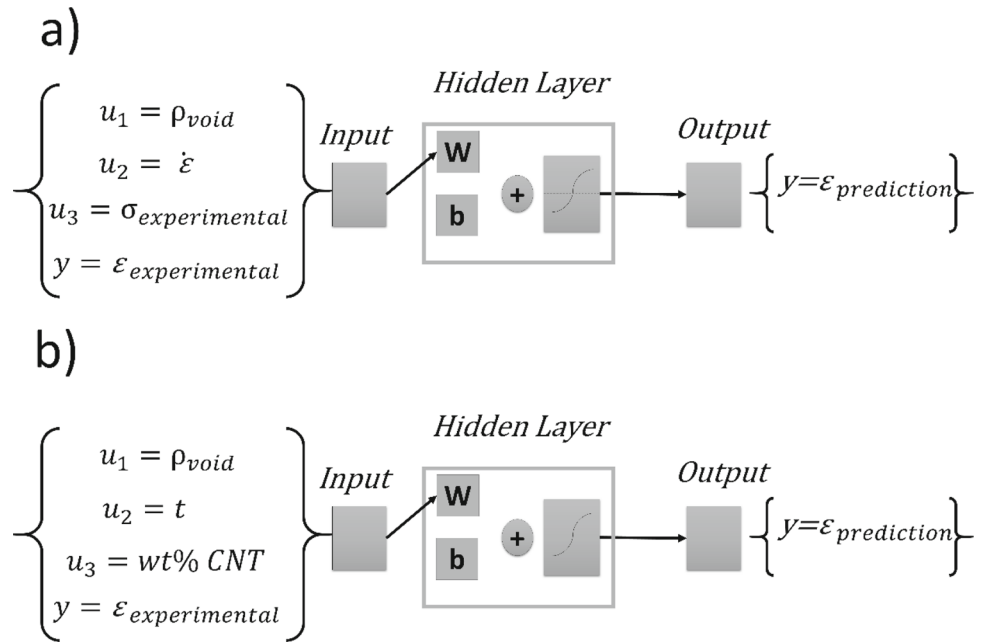 a)
Hidden Layer
u₁ = ρvoid
Input
Output
u₂ = ε̇
W
+
y=εprediction
u₃ = σexperimental
b
y = εexperimental
b)
Hidden Layer
u₁ = ρvoid
Input
Output
u₂ = t
W
+
y=εprediction
u₃ = wt% CNT
b
y = εexperimental